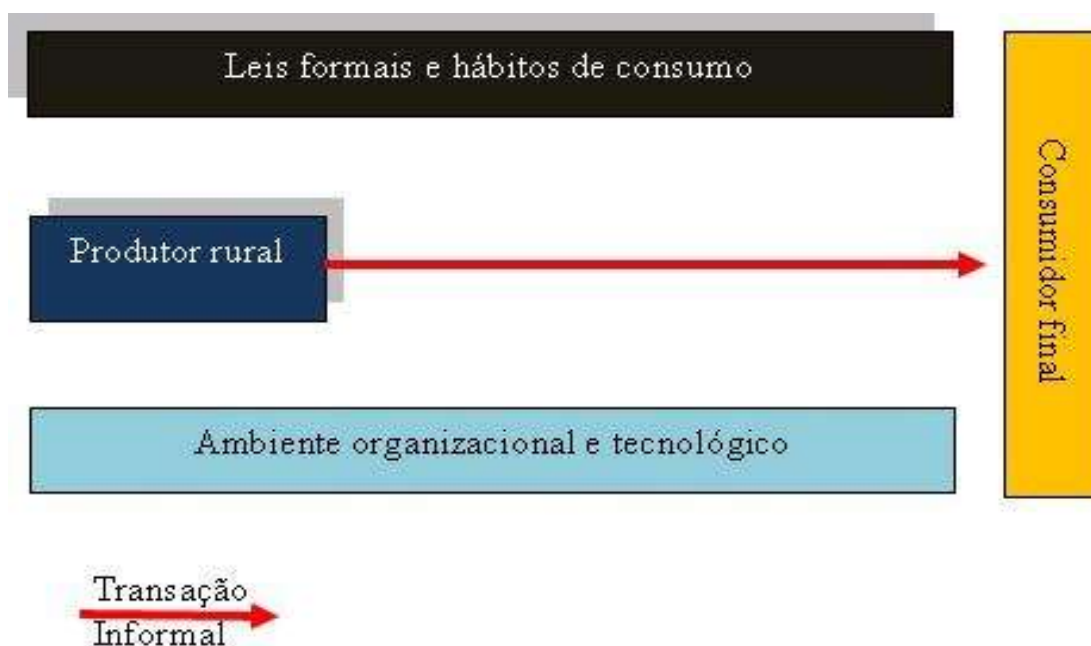 Leis formais e hábitos de consumo
Produtor rural
Consumidor final
Ambiente organizacional e tecnológico
Transação
Informal